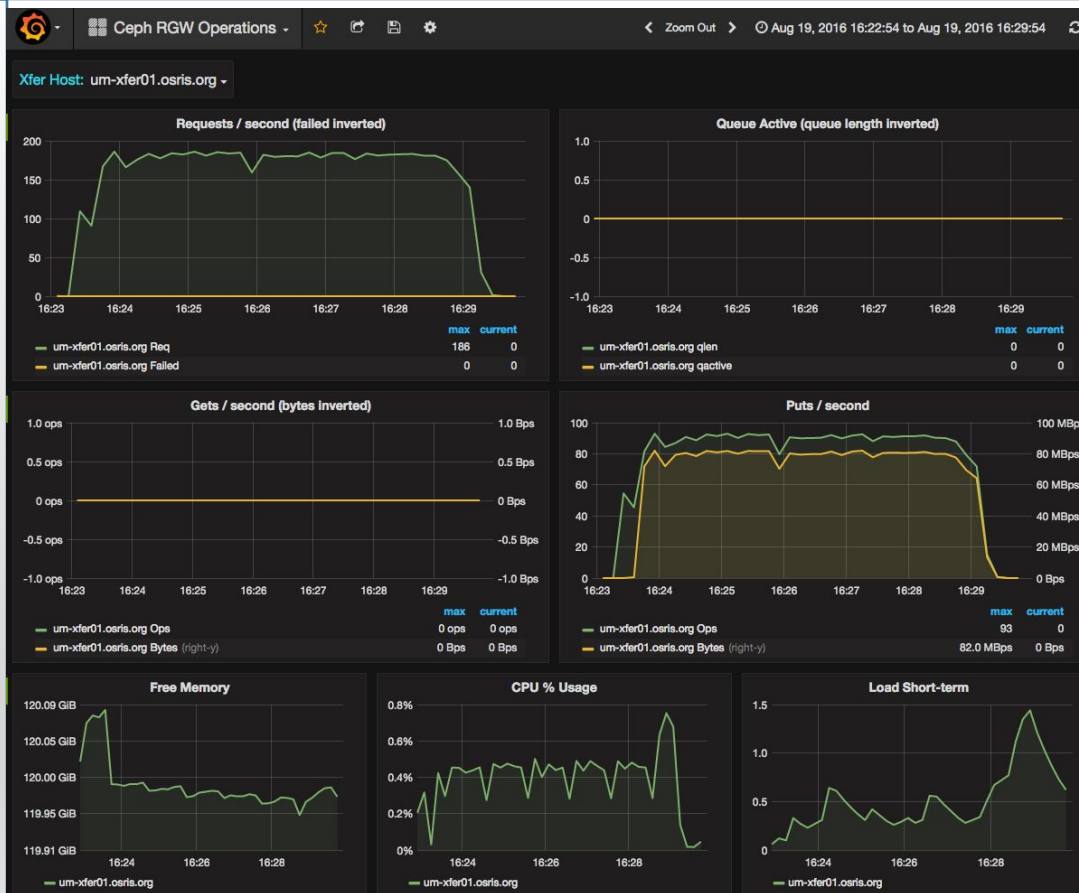 Ceph RGW Operations
Zoom Out
Aug 19, 2016 16:22:54 to Aug 19, 2016 16:29:54
Xfer Host: um-xfer01.osris.org
Requests / second (failed inverted)
200
150
100
50
0
16:23 16:24 16:25 16:26 16:27 16:28 16:29
max current
um-xfer01.osris.org Req 186 0
um-xfer01.osris.org Failed 0 0
Queue Active (queue length inverted)
1.0
0.5
0
-0.5
-1.0
16:23 16:24 16:25 16:26 16:27 16:28 16:29
max current
um-xfer01.osris.org qlen 0 0
um-xfer01.osris.org qactive 0 0
Gets / second (bytes inverted)
1.0 ops 1.0 Bps
0.5 ops 0.5 Bps
0 ops 0 Bps
-0.5 ops -0.5 Bps
-1.0 ops -1.0 Bps
16:23 16:24 16:25 16:26 16:27 16:28 16:29
max current
um-xfer01.osris.org Ops 0 ops 0 ops
um-xfer01.osris.org Bytes (right-y) 0 Bps 0 Bps
Puts / second
100 100 MBp
80 80 MBps
60 60 MBps
40 40 MBps
20 20 MBps
0 0 Bps
16:23 16:24 16:25 16:26 16:27 16:28 16:29
max current
um-xfer01.osris.org Ops 93 0
um-xfer01.osris.org Bytes (right-y) 82.0 MBps 0 Bps
Free Memory
120.09 GiB
120.05 GiB
120.00 GiB
119.95 GiB
119.91 GiB
16:24 16:26 16:28
um-xfer01.osris.org
CPU % Usage
0.8%
0.6%
0.4%
0.2%
0%
16:24 16:26 16:28
um-xfer01.osris.org
Load Short-term
1.5
1.0
0.5
0
16:24 16:26 16:28
um-xfer01.osris.org